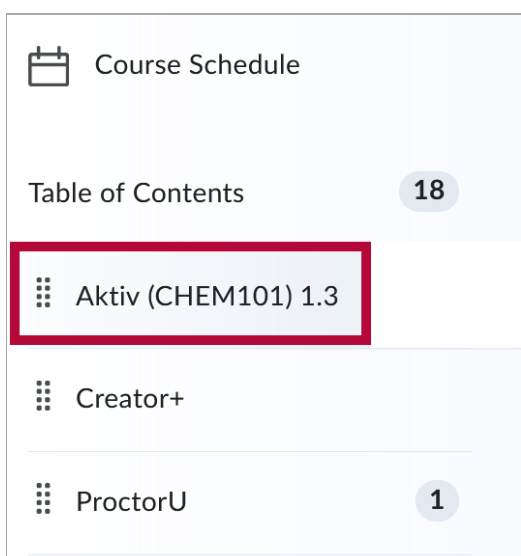 Course Schedule
Table of Contents 18
Aktiv (CHEM101) 1.3
Creator+
ProctorU 1